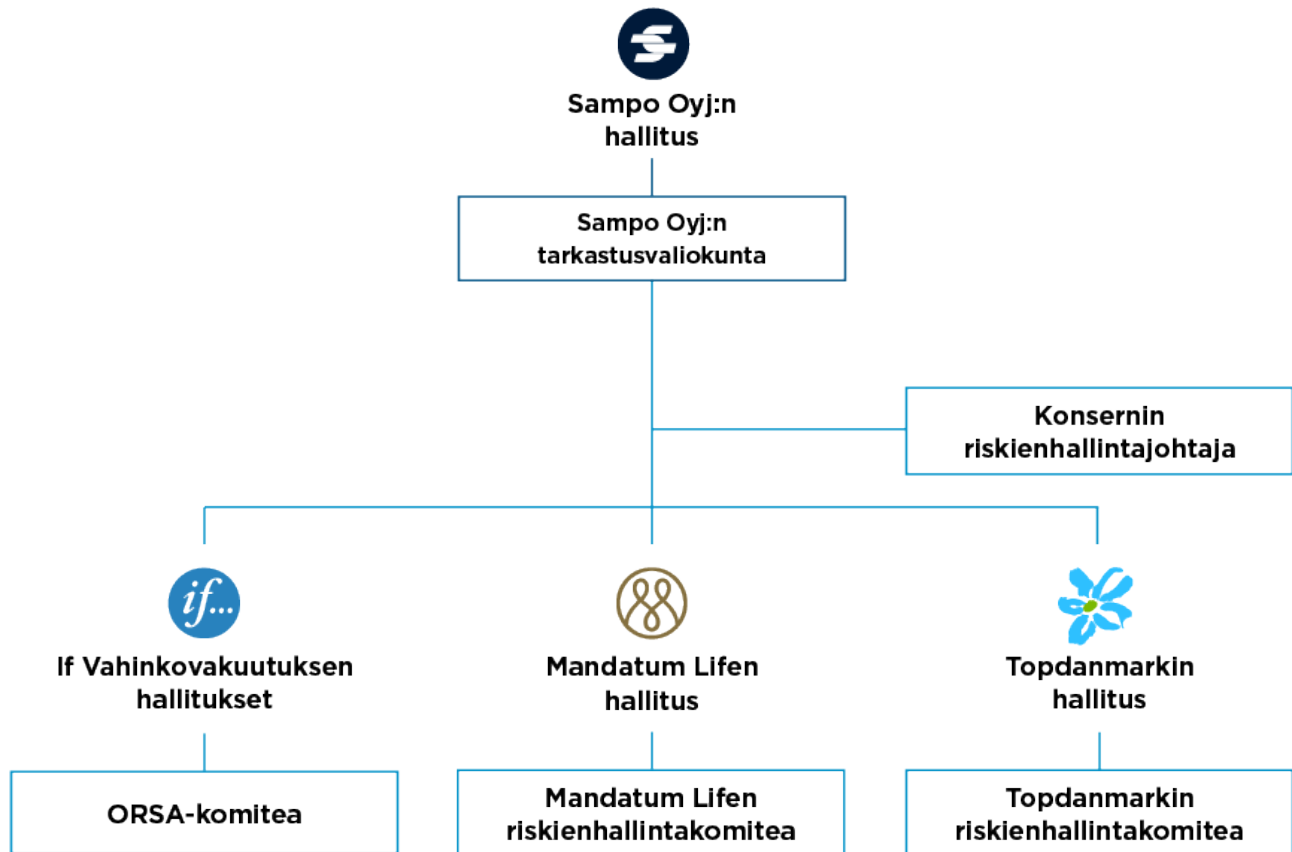 Sampo Oyj:n
hallitus
Sampo Oyj:n
tarkastusvaliokunta
Konsernin
riskienhallintajohtaja
if...
If Vahinkovakuutuksen
hallitukset
Mandatum Lifen
hallitus
Topdanmarkin
hallitus
ORSA-komitea
Mandatum Lifen
riskienhallintakomitea
Topdanmarkin
riskienhallintakomitea